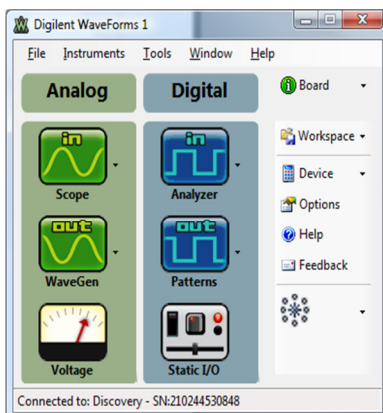 Digilent WaveForms 1
File Instruments Tools Window Help
Analog Digital
in in
Scope Analyzer
out out
WaveGen Patterns
Voltage Static I/O
Board
Workspace
Device
Options
Help
Feedback
Connected to: Discovery - SN:210244530848